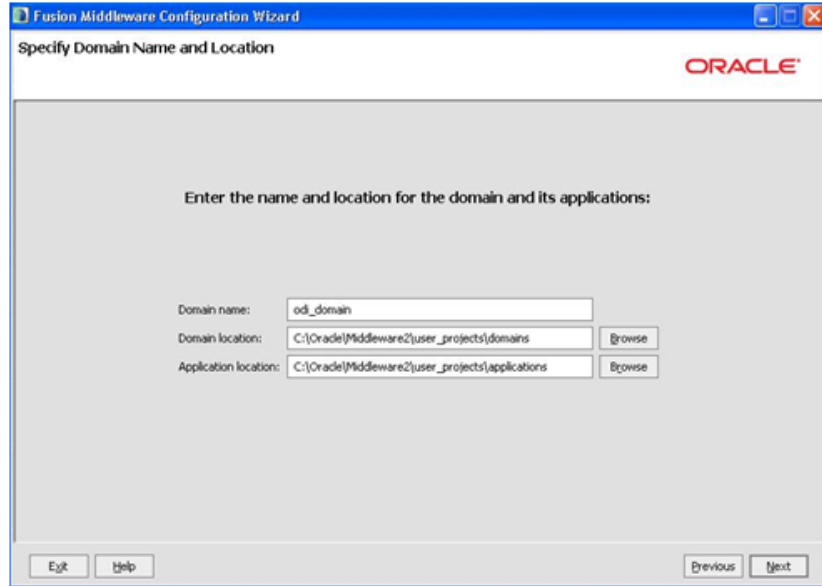 Fusion Middleware Configuration Wizard
Specify Domain Name and Location
ORACLE
Enter the name and location for the domain and its applications:
Domain name: odi_domain
Domain location: C:\Oracle\Middleware2\user_projects\domains Browse
Application location: C:\Oracle\Middleware2\user_projects\applications Browse
Exit Help Previous Next